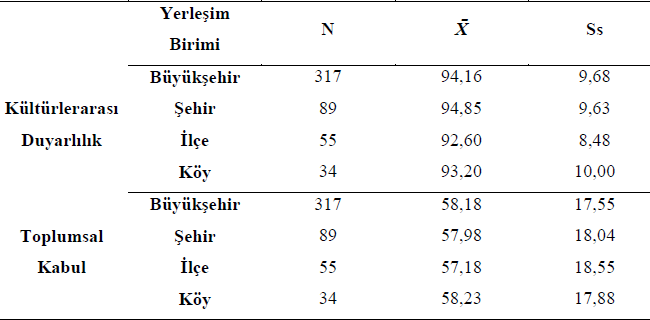 Yerleşim Birimi N X̄ Ss
Kültürlerarası Duyarlılık
Büyükşehir 317 94,16 9,68
Şehir 89 94,85 9,63
İlçe 55 92,60 8,48
Köy 34 93,20 10,00
Toplumsal Kabul
Büyükşehir 317 58,18 17,55
Şehir 89 57,98 18,04
İlçe 55 57,18 18,55
Köy 34 58,23 17,88